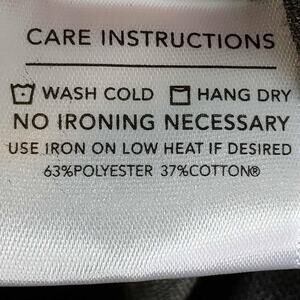 CARE INSTRUCTIONS
WASH COLD HANG DRY
NO IRONING NECESSARY
USE IRON ON LOW HEAT IF DESIRED
63%POLYESTER 37%COTTON®